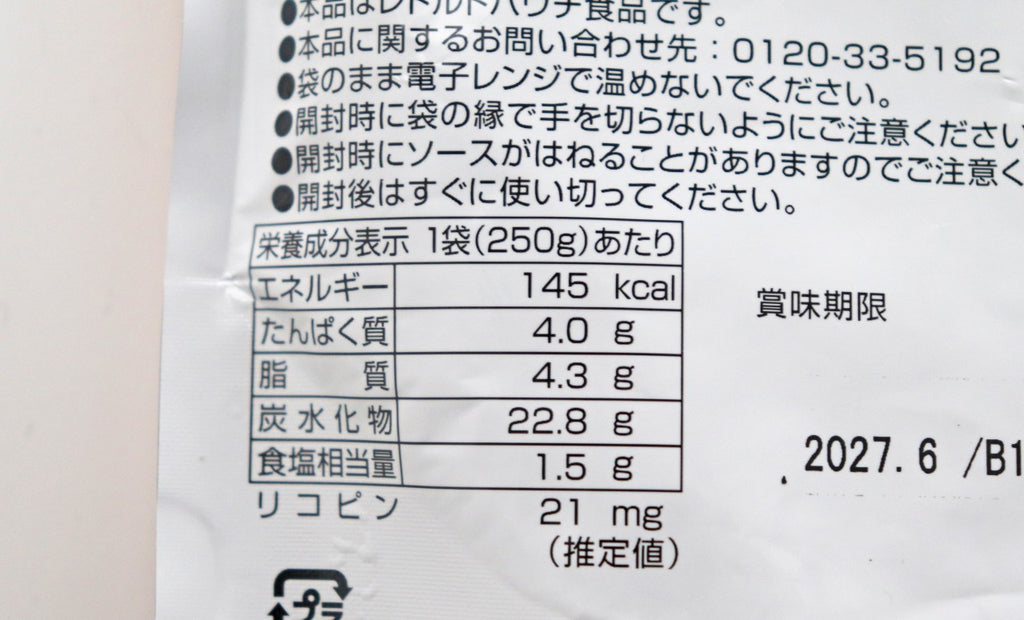 ●本品はレトルトパウチ食品です。
●本品に関するお問い合わせ先：0120-33-5192
●袋のまま電子レンジで温めないでください。
●開封時に袋の縁で手を切らないようにご注意ください
●開封時にソースがはねることがありますのでご注意く
●開封後はすぐに使い切ってください。
栄養成分表示 1袋(250g)あたり
エネルギー 145 kcal
たんぱく質 4.0 g
脂質 4.3 g
炭水化物 22.8 g
食塩相当量 1.5 g
リコピン 21 mg
(推定値)
賞味期限
2027.6 /B1
プラ